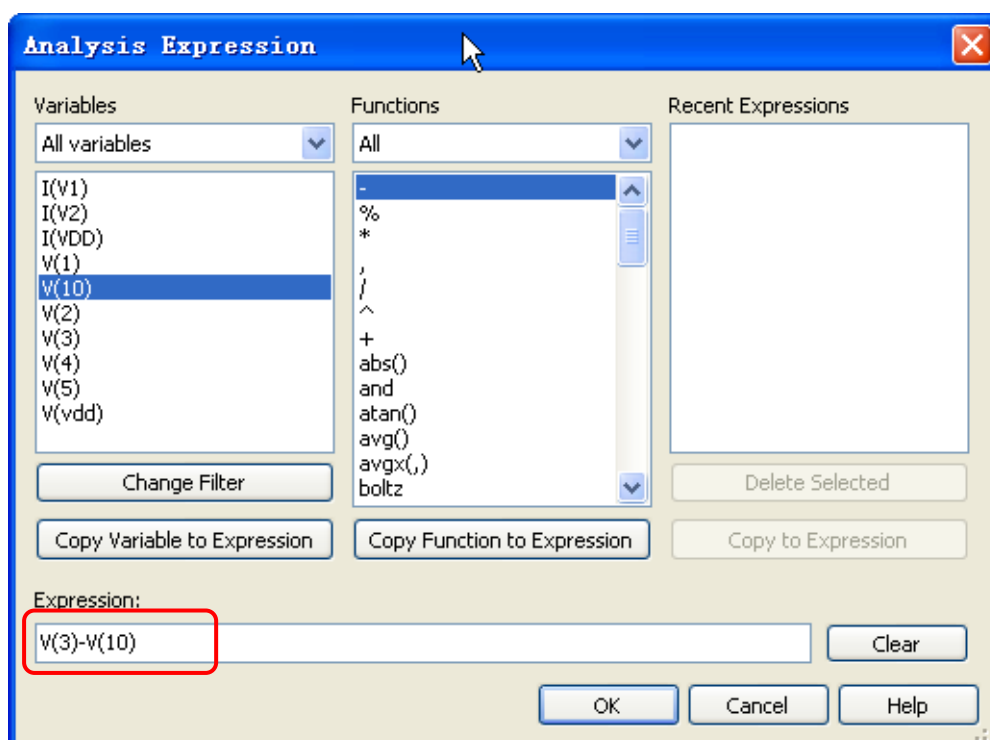 Analysis Expression
Variables
Functions
Recent Expressions
All variables
All
I(V1)
I(V2)
I(VDD)
V(1)
V(10)
V(2)
V(3)
V(4)
V(5)
V(vdd)
-
%
*
,
/
^
+
abs()
and
atan()
avg()
avgx(,)
boltz
Change Filter
Delete Selected
Copy Variable to Expression
Copy Function to Expression
Copy to Expression
Expression:
V(3)-V(10)
Clear
OK
Cancel
Help